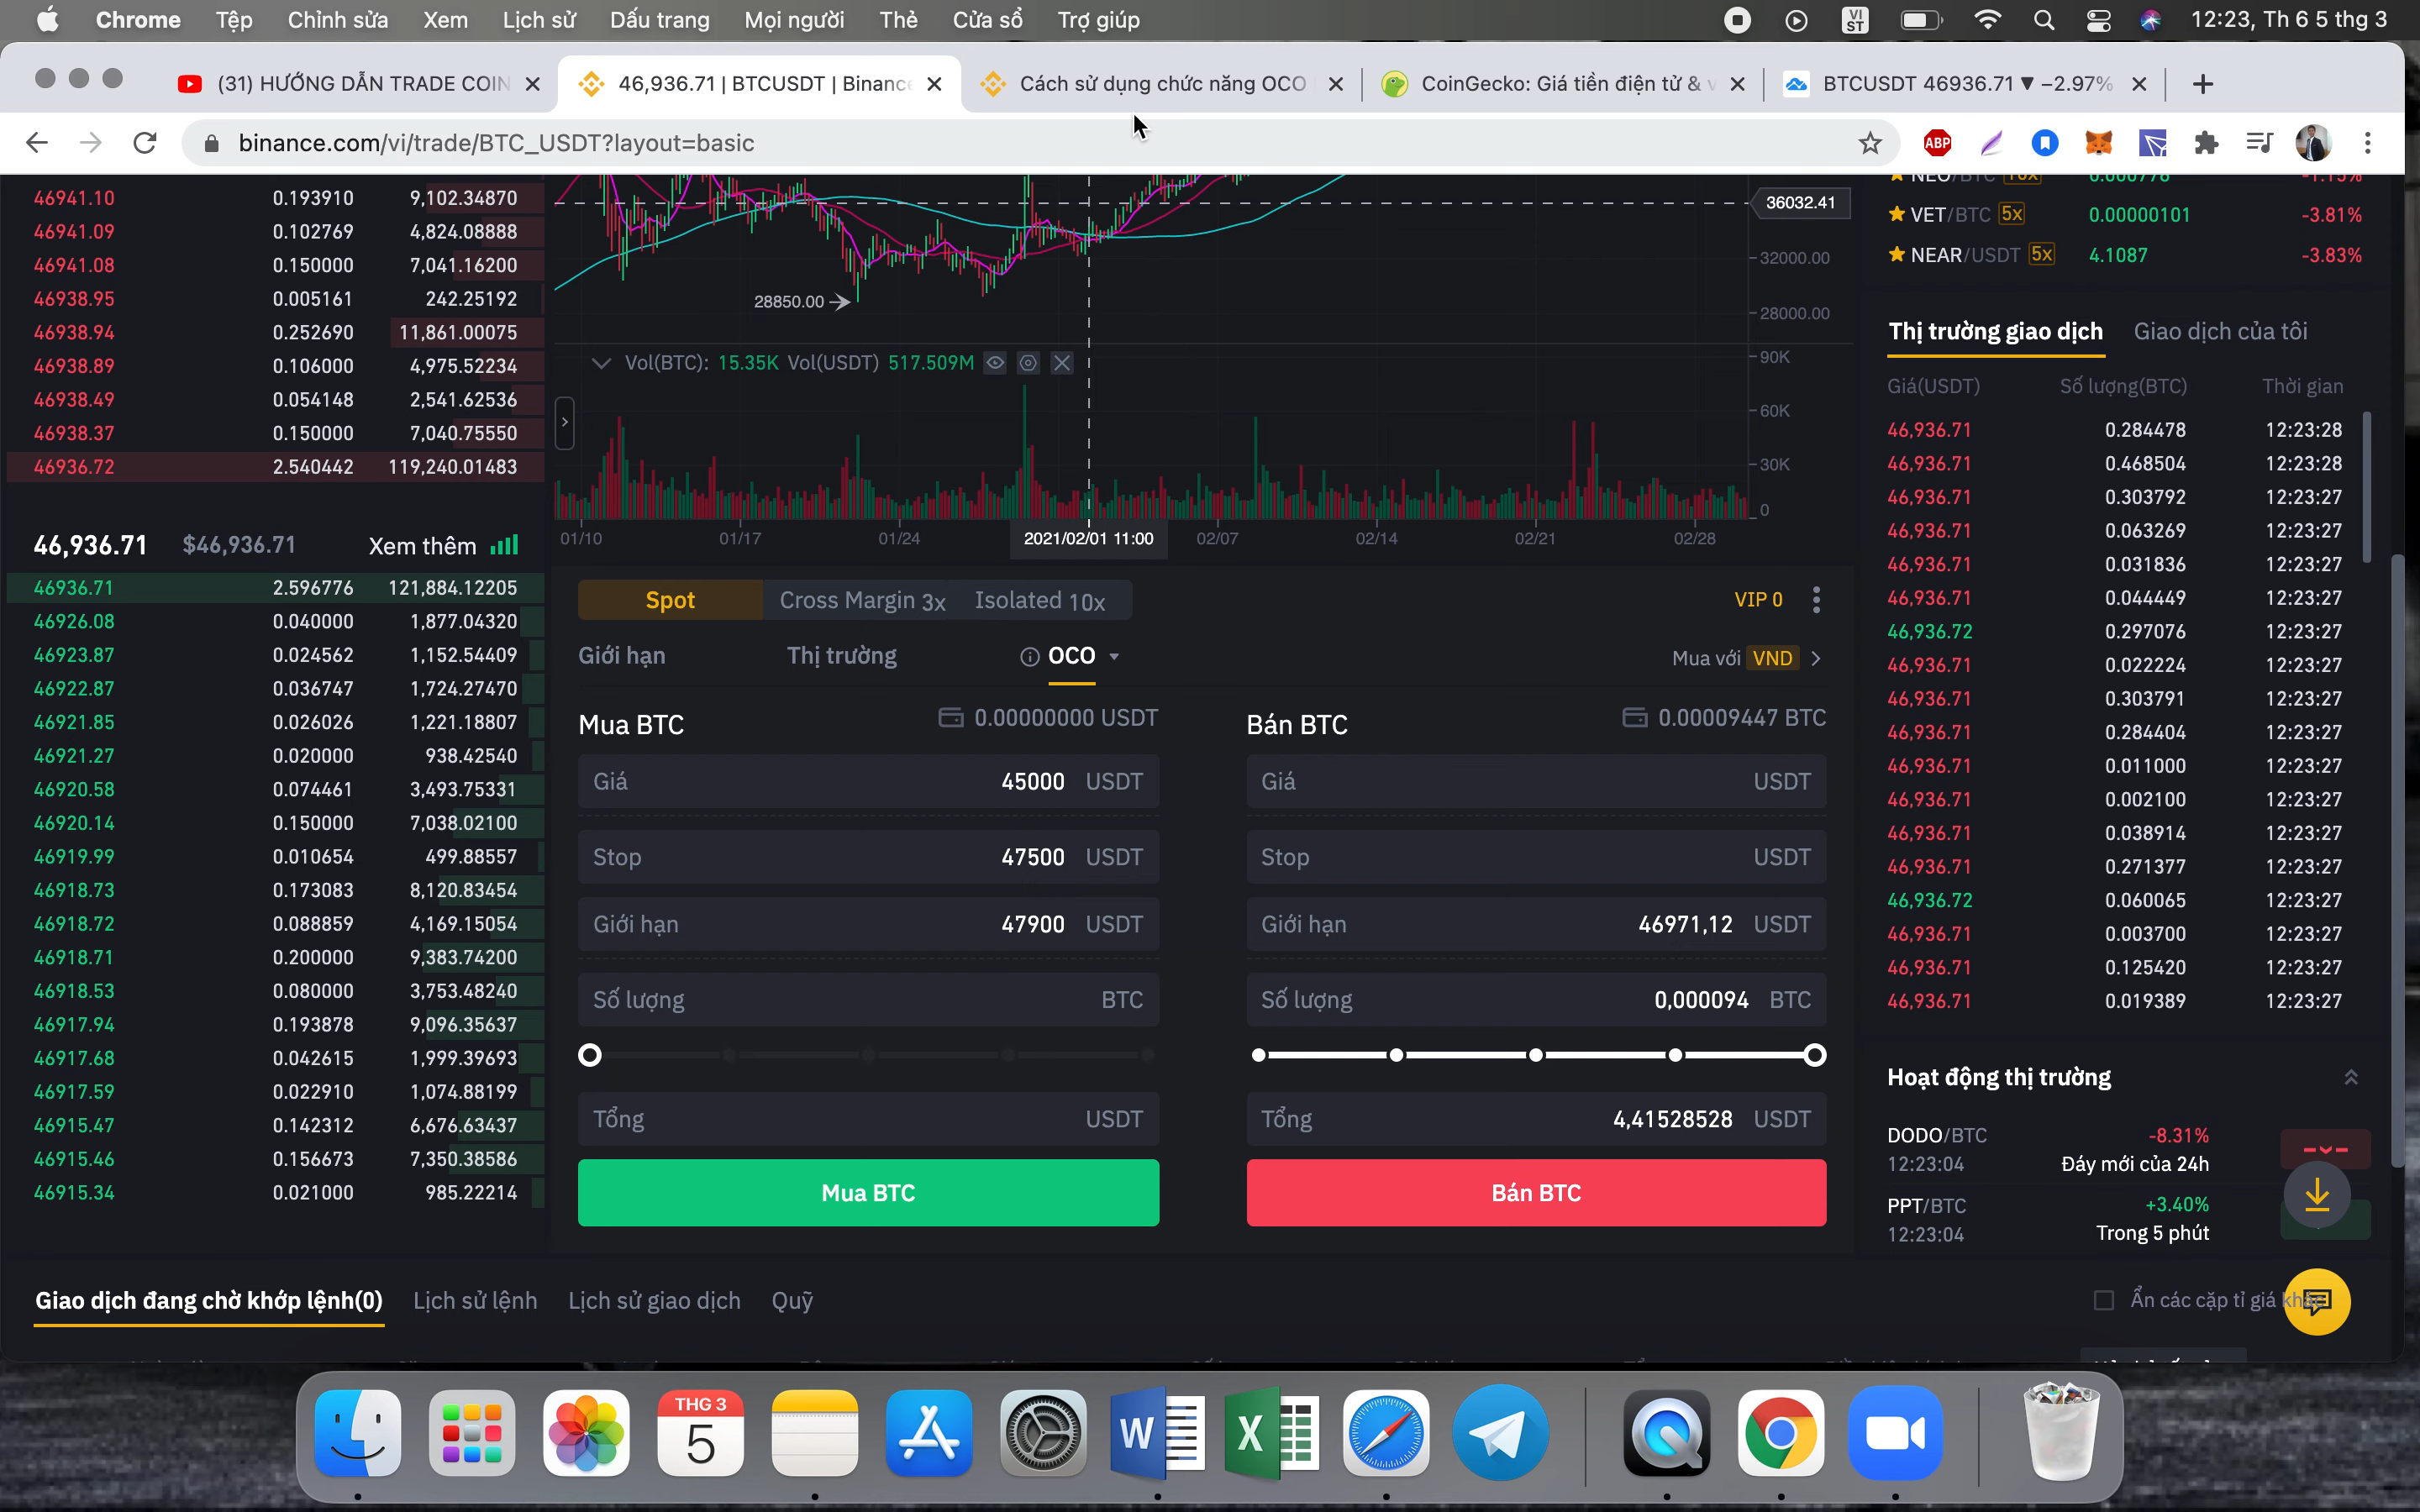 Chrome Tệp Chỉnh sửa Xem Lịch sử Dấu trang Mọi người Thẻ Cửa sổ Trợ giúp
VI ST 12:23, Th 6 5 thg 3
(31) HƯỚNG DẪN TRADE COIN
46,936.71 | BTCUSDT | Binance
Cách sử dụng chức năng OCO
CoinGecko: Giá tiền điện tử &
BTCUSDT 46936.71 ▼ −2.97%
binance.com/vi/trade/BTC_USDT?layout=basic
ABP
46941.10 0.193910 9,102.34870
46941.09 0.102769 4,824.08888
46941.08 0.150000 7,041.16200
46938.95 0.005161 242.25192
46938.94 0.252690 11,861.00075
46938.89 0.106000 4,975.52234
46938.49 0.054148 2,541.62536
46938.37 0.150000 7,040.75550
46936.72 2.540442 119,240.01483
46,936.71 $46,936.71 Xem thêm
46936.71 2.596776 121,884.12205
46926.08 0.040000 1,877.04320
46923.87 0.024562 1,152.54409
46922.87 0.036747 1,724.27470
46921.85 0.026026 1,221.18807
46921.27 0.020000 938.42540
46920.58 0.074461 3,493.75331
46920.14 0.150000 7,038.02100
46919.99 0.010654 499.88557
46918.73 0.173083 8,120.83454
46918.72 0.088859 4,169.15054
46918.71 0.200000 9,383.74200
46918.53 0.080000 3,753.48240
46917.94 0.193878 9,096.35637
46917.68 0.042615 1,999.39693
46917.59 0.022910 1,074.88199
46915.47 0.142312 6,676.63437
46915.46 0.156673 7,350.38586
46915.34 0.021000 985.22214
36032.41
32000.00
28850.00
28000.00
Vol(BTC): 15.35K Vol(USDT) 517.509M
90K
60K
30K
0
01/10 01/17 01/24 2021/02/01 11:00 02/07 02/14 02/21 02/28
Spot Cross Margin 3x Isolated 10x
VIP 0
Giới hạn Thị trường OCO
Mua với VND
Mua BTC 0.00000000 USDT
Giá 45000 USDT
Stop 47500 USDT
Giới hạn 47900 USDT
Số lượng BTC
Tổng USDT
Mua BTC
Bán BTC 0.00009447 BTC
Giá USDT
Stop USDT
Giới hạn 46971,12 USDT
Số lượng 0,000094 BTC
Tổng 4,41528528 USDT
Bán BTC
NEO/BTC 10x 0.000778 -1.15%
VET/BTC 5x 0.00000101 -3.81%
NEAR/USDT 5x 4.1087 -3.83%
Thị trường giao dịch Giao dịch của tôi
Giá(USDT) Số lượng(BTC) Thời gian
46,936.71 0.284478 12:23:28
46,936.71 0.468504 12:23:28
46,936.71 0.303792 12:23:27
46,936.71 0.063269 12:23:27
46,936.71 0.031836 12:23:27
46,936.71 0.044449 12:23:27
46,936.72 0.297076 12:23:27
46,936.71 0.022224 12:23:27
46,936.71 0.303791 12:23:27
46,936.71 0.284404 12:23:27
46,936.71 0.011000 12:23:27
46,936.71 0.002100 12:23:27
46,936.71 0.038914 12:23:27
46,936.71 0.271377 12:23:27
46,936.72 0.060065 12:23:27
46,936.71 0.003700 12:23:27
46,936.71 0.125420 12:23:27
46,936.71 0.019389 12:23:27
Hoạt động thị trường
DODO/BTC -8.31%
12:23:04 Đáy mới của 24h
PPT/BTC +3.40%
12:23:04 Trong 5 phút
Giao dịch đang chờ khớp lệnh(0) Lịch sử lệnh Lịch sử giao dịch Quỹ
Ẩn các cặp tỉ giá khác
THG 3
5
W
X